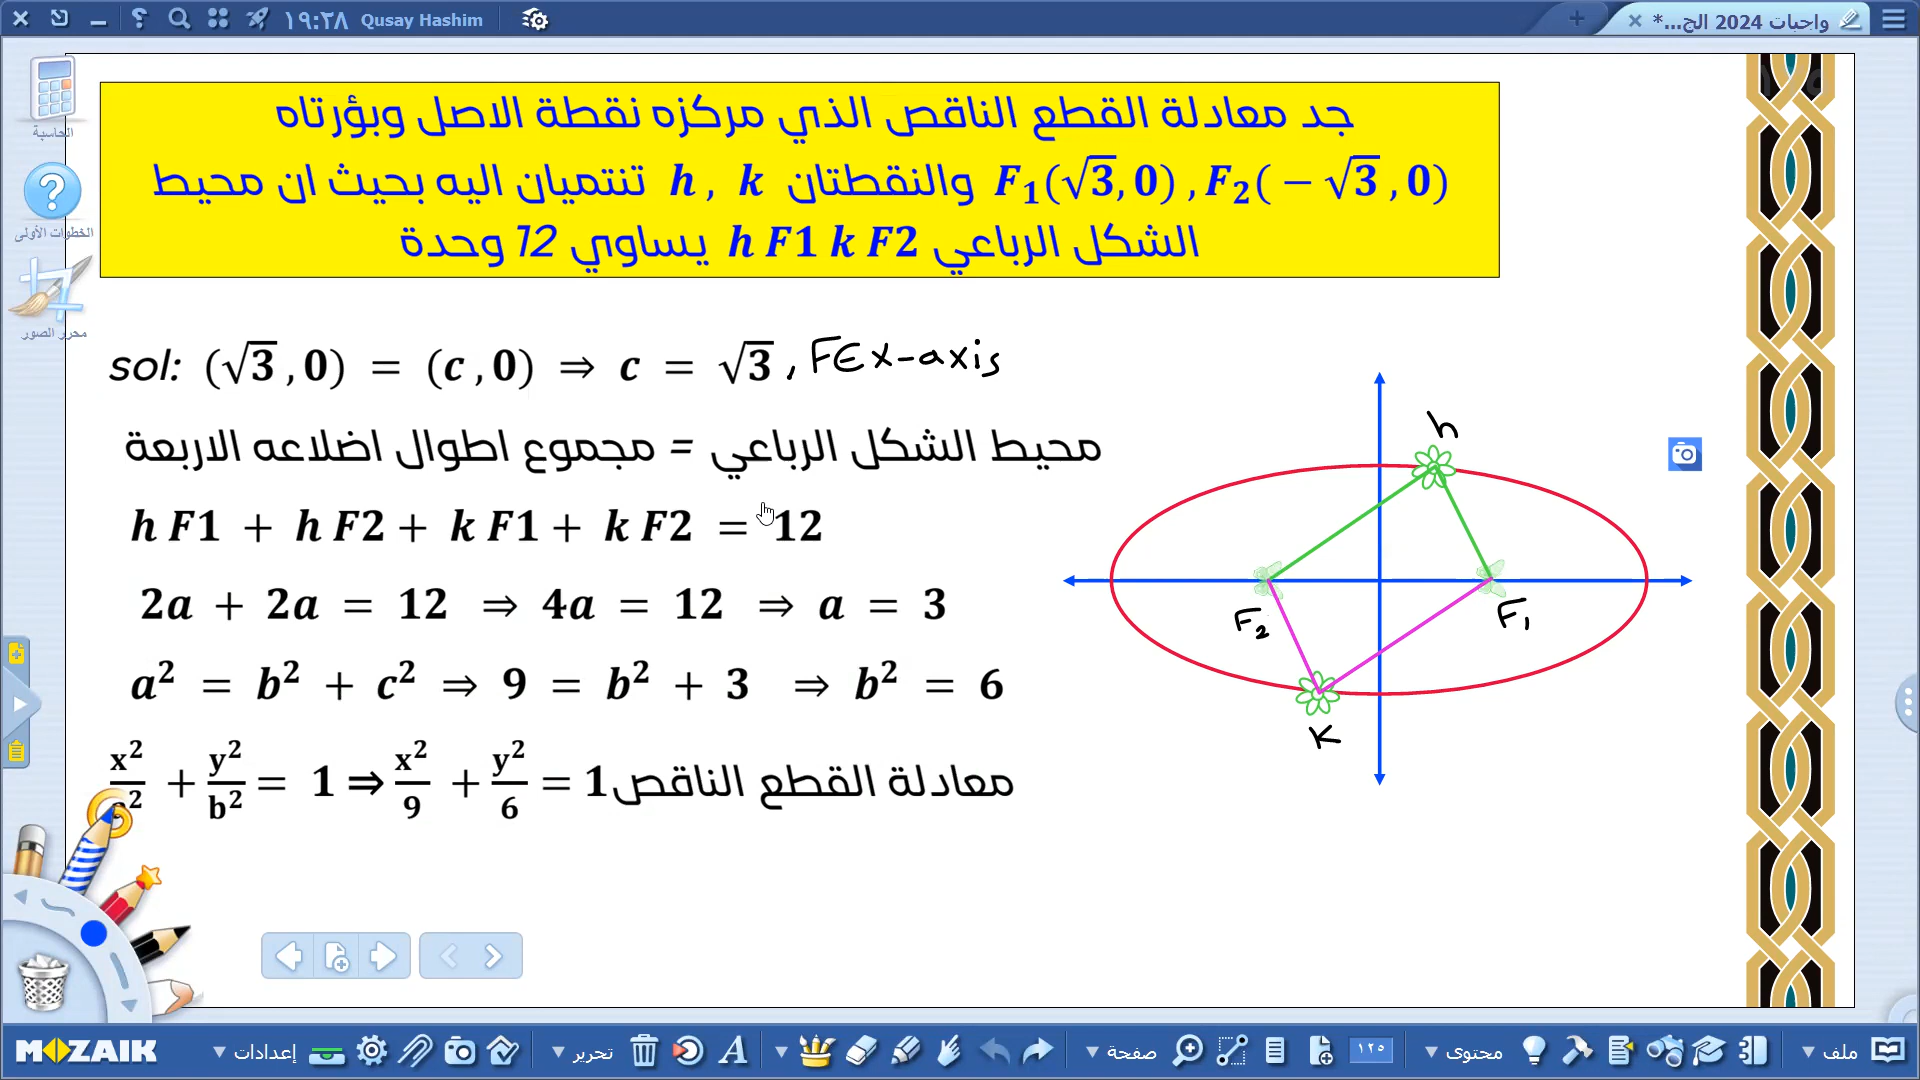 ١٩:٢٨ Qusay Hashim
واجبات 2024 الج...*
الحاسبة
الخطوات الأولى
محرر الصور
جد معادلة القطع الناقص الذي مركزه نقطة الاصل وبؤرتاه
F₁(√3,0) , F₂( − √3 , 0) والنقطتان h , k تنتميان اليه بحيث ان محيط
الشكل الرباعي h F1 k F2 يساوي 12 وحدة
sol: (√3 , 0) = (c , 0) ⇒ c = √3 , F∈x-axis
محيط الشكل الرباعي = مجموع اطوال اضلاعه الاربعة
h F1 + h F2 + k F1 + k F2 = 12
2a + 2a = 12 ⇒ 4a = 12 ⇒ a = 3
a² = b² + c² ⇒ 9 = b² + 3 ⇒ b² = 6
x²/a² + y²/b² = 1 ⇒ x²/9 + y²/6 = 1 معادلة القطع الناقص
h
F₂
F₁
K
MOZAIK
إعدادات
تحرير
صفحة
١٢٥
محتوى
ملف